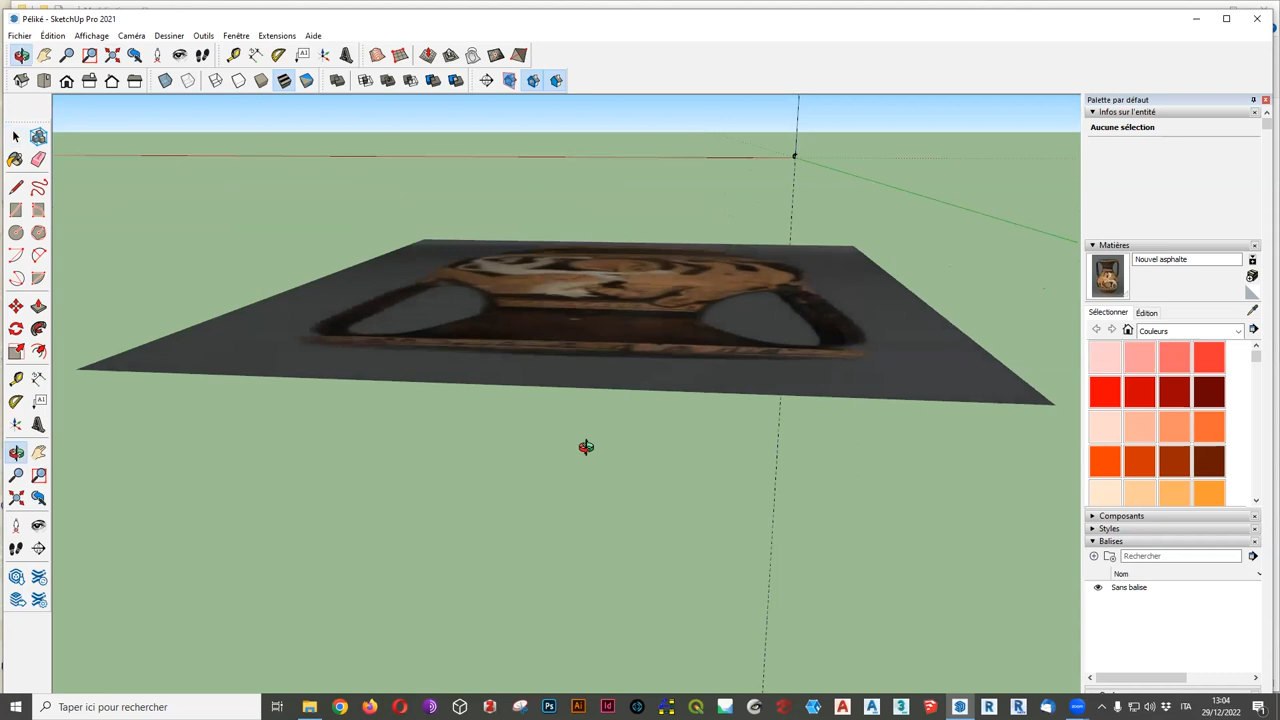 Péliké - SketchUp Pro 2021
Fichier Édition Affichage Caméra Dessiner Outils Fenêtre Extensions Aide
Palette par défaut
Infos sur l'entité
Aucune sélection
Matières
Nouvel asphalte
Sélectionner Édition
Couleurs
Composants
Styles
Balises
Rechercher
Nom
Sans balise
Taper ici pour rechercher
ITA
13:04
29/12/2022